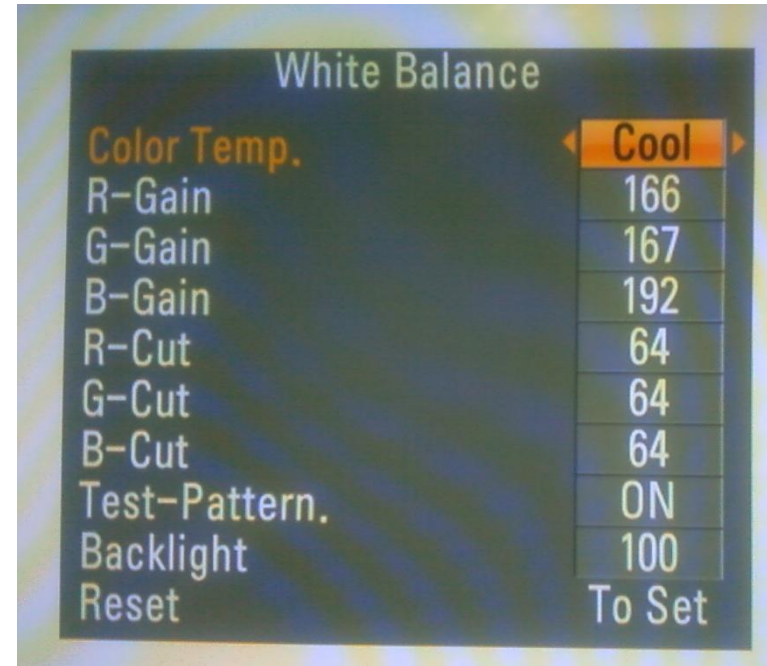 White Balance
Color Temp. Cool
R-Gain 166
G-Gain 167
B-Gain 192
R-Cut 64
G-Cut 64
B-Cut 64
Test-Pattern. ON
Backlight 100
Reset To Set